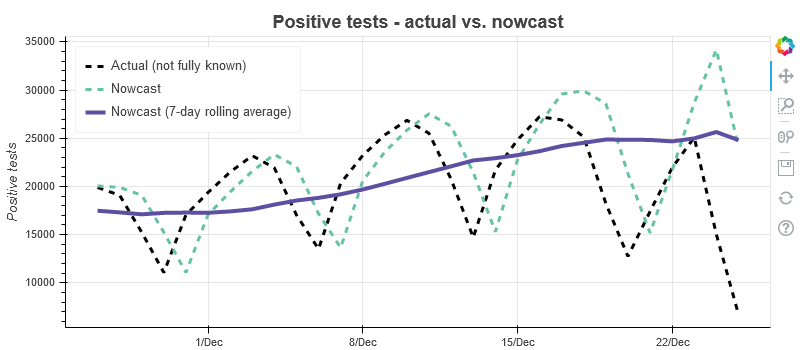 Positive tests - actual vs. nowcast
35000
30000
25000
20000
15000
10000
Positive tests
Actual (not fully known)
Nowcast
Nowcast (7-day rolling average)
1/Dec
8/Dec
15/Dec
22/Dec